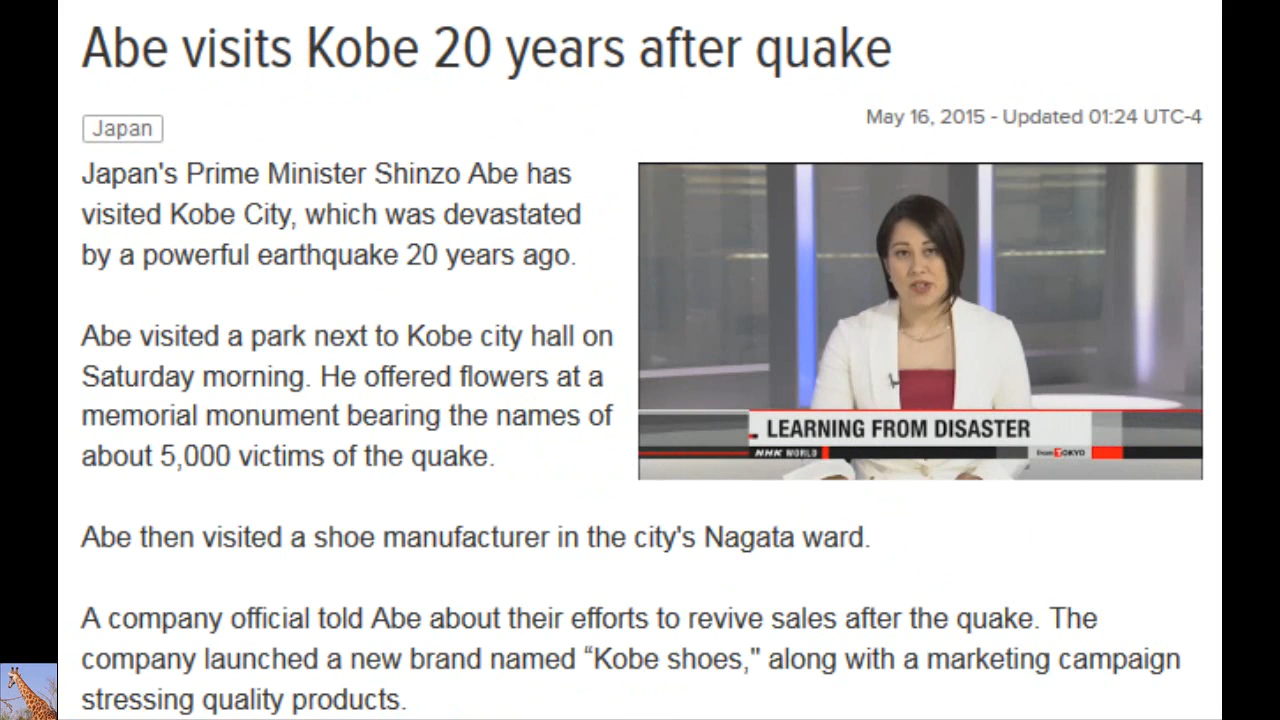 Abe visits Kobe 20 years after quake
Japan
May 16, 2015 - Updated 01:24 UTC-4
Japan's Prime Minister Shinzo Abe has
visited Kobe City, which was devastated
by a powerful earthquake 20 years ago.
Abe visited a park next to Kobe city hall on
Saturday morning. He offered flowers at a
memorial monument bearing the names of
about 5,000 victims of the quake.
LEARNING FROM DISASTER
NHK WORLD
from TOKYO
Abe then visited a shoe manufacturer in the city's Nagata ward.
A company official told Abe about their efforts to revive sales after the quake. The
company launched a new brand named “Kobe shoes," along with a marketing campaign
stressing quality products.